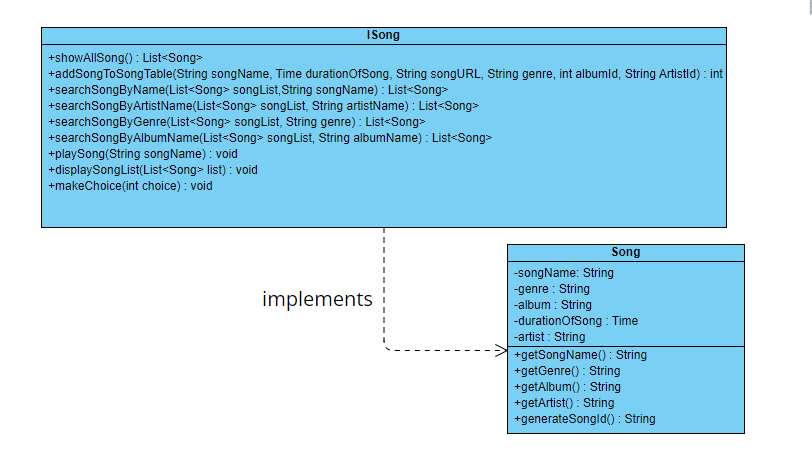 ISong
+showAllSong() : List<Song>
+addSongToSongTable(String songName, Time durationOfSong, String songURL, String genre, int albumId, String ArtistId) : int
+searchSongByName(List<Song> songList,String songName) : List<Song>
+searchSongByArtistName(List<Song> songList, String artistName) : List<Song>
+searchSongByGenre(List<Song> songList, String genre) : List<Song>
+searchSongByAlbumName(List<Song> songList, String albumName) : List<Song>
+playSong(String songName) : void
+displaySongList(List<Song> list) : void
+makeChoice(int choice) : void
implements
Song
-songName: String
-genre : String
-album : String
-durationOfSong : Time
-artist : String
+getSongName() : String
+getGenre() : String
+getAlbum() : String
+getArtist() : String
+generateSongId() : String